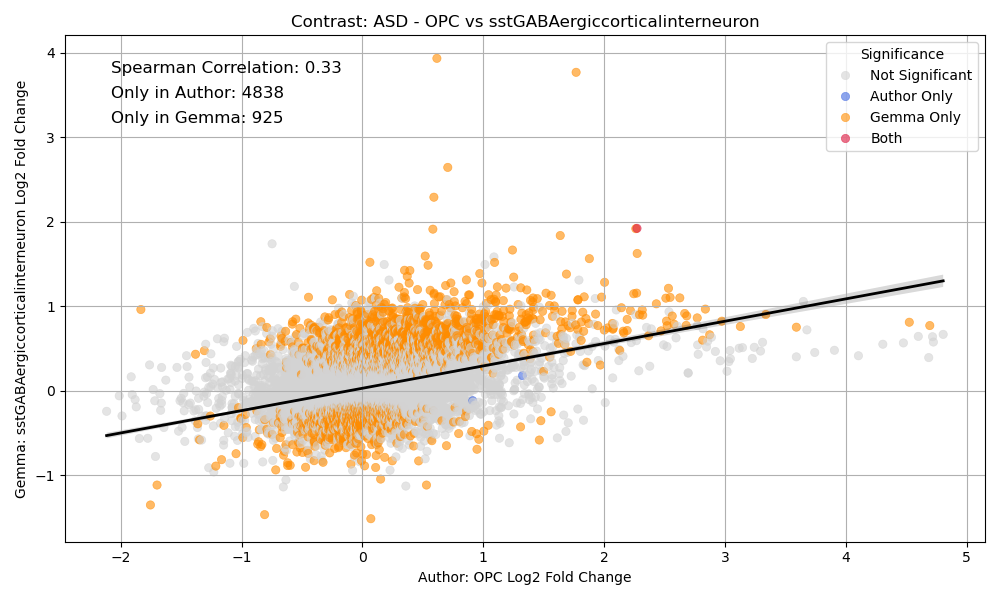 Contrast: ASD - OPC vs sstGABAergiccorticalinterneuron
Spearman Correlation: 0.33
Only in Author: 4838
Only in Gemma: 925
Significance
Not Significant
Author Only
Gemma Only
Both
Gemma: sstGABAergiccorticalinterneuron Log2 Fold Change
4
3
2
1
0
−1
−2
−1
0
1
2
3
4
5
Author: OPC Log2 Fold Change